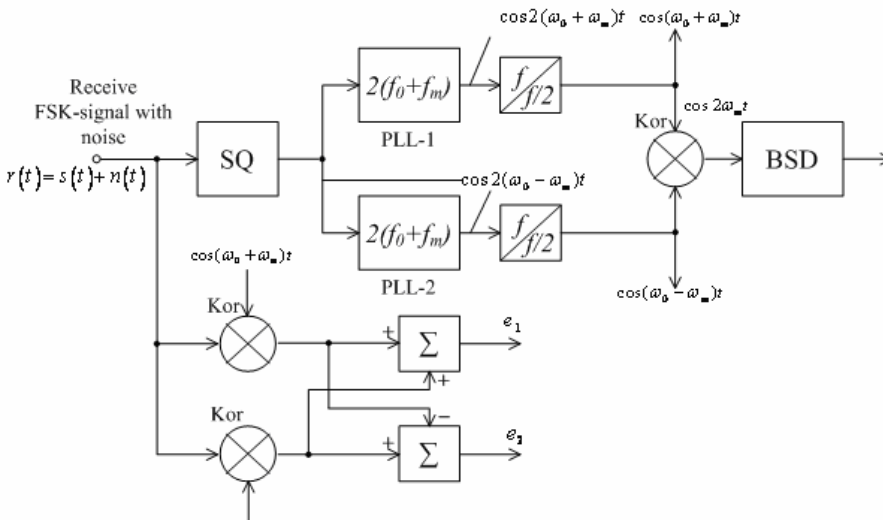 cos2(ω₀+ωₘ)t
cos(ω₀+ωₘ)t
Receive
FSK-signal with
noise
r(t)=s(t)+n(t)
SQ
2(f₀+fₘ)
PLL-1
f/f/2
Kor
cos 2ωₘt
BSD
cos2(ω₀−ωₘ)t
2(f₀+fₘ)
PLL-2
f/f/2
cos(ω₀−ωₘ)t
cos(ω₀+ωₘ)t
Kor
+
Σ
+
e₁
Kor
−
+
Σ
e₂